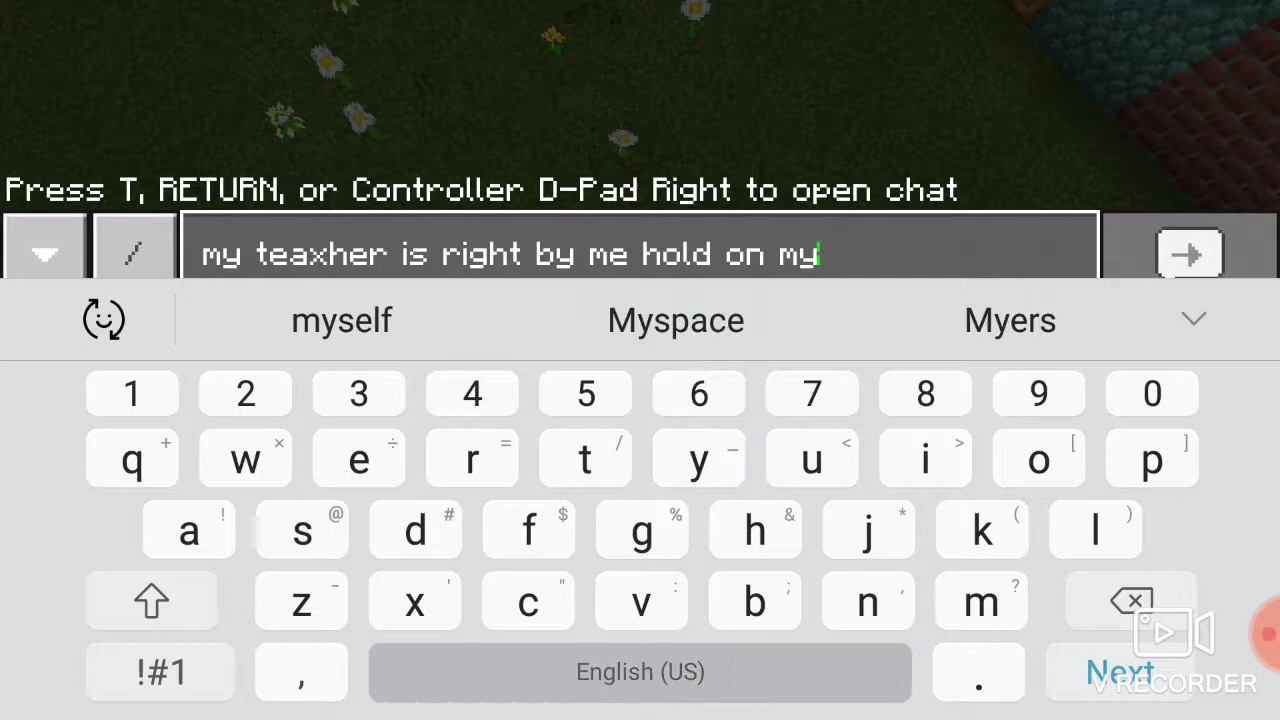 Press T, RETURN, or Controller D-Pad Right to open chat
/ my teaxher is right by me hold on my
myself Myspace Myers
1 2 3 4 5 6 7 8 9 0
q + w × e ÷ r = t / y _ u < i > o [ p ]
a ! s @ d # f $ g % h & j * k ( l )
z - x ' c " v : b ; n , m ?
!#1 , English (US) . Next
V RECORDER